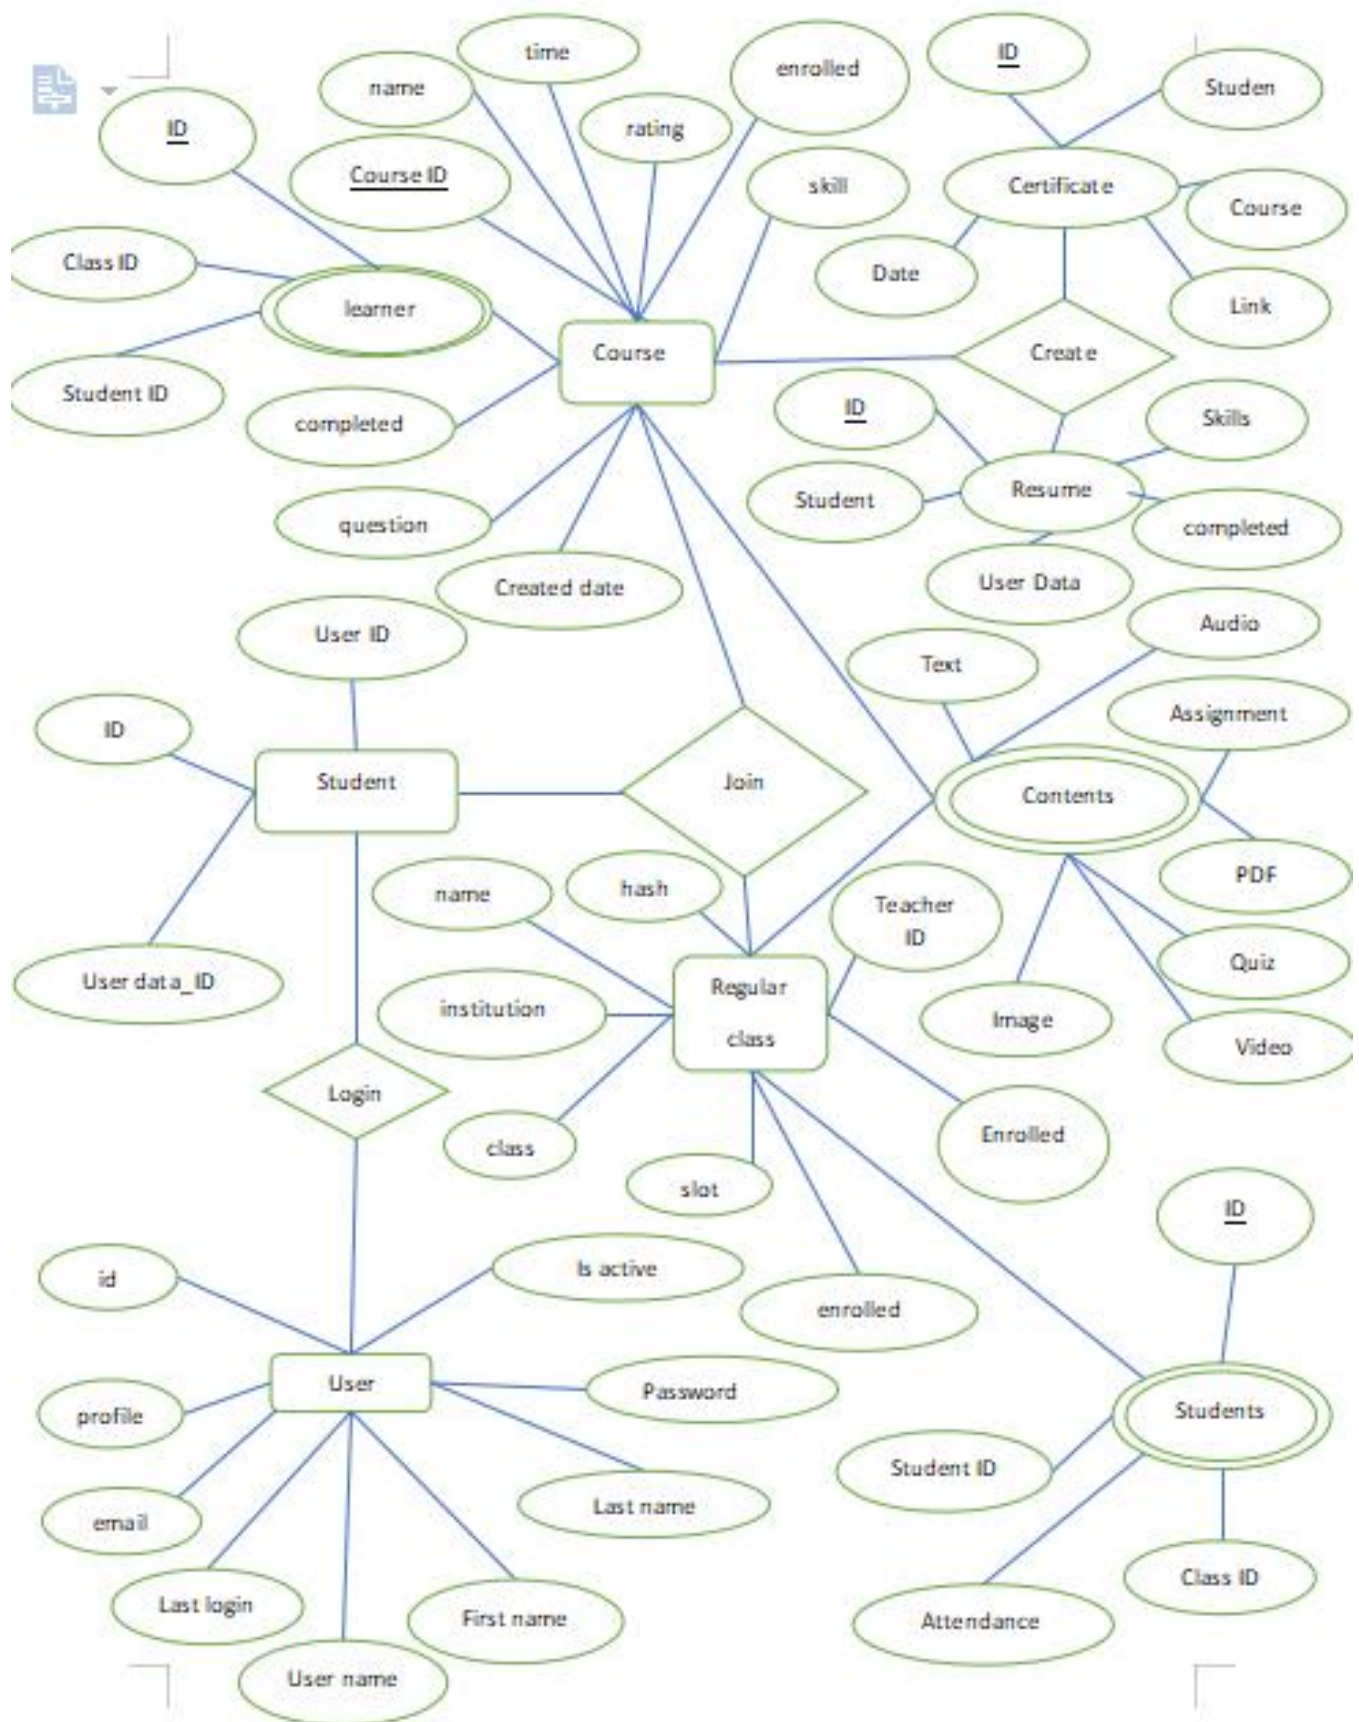 time
ID
enrolled
name
Studen
ID
rating
Course ID
skill
Certificate
Course
Class ID
Date
learner
Link
Course
Create
Student ID
ID
Skills
completed
Resume
Student
question
completed
User Data
Created date
Audio
User ID
Text
Assignment
ID
Student
Join
Contents
PDF
name
hash
Teacher
ID
Quiz
User data_ID
Regular
class
institution
Image
Video
Login
class
Enrolled
slot
ID
id
Is active
enrolled
User
Password
profile
Students
Student ID
email
Last name
Class ID
Last login
First name
Attendance
User name